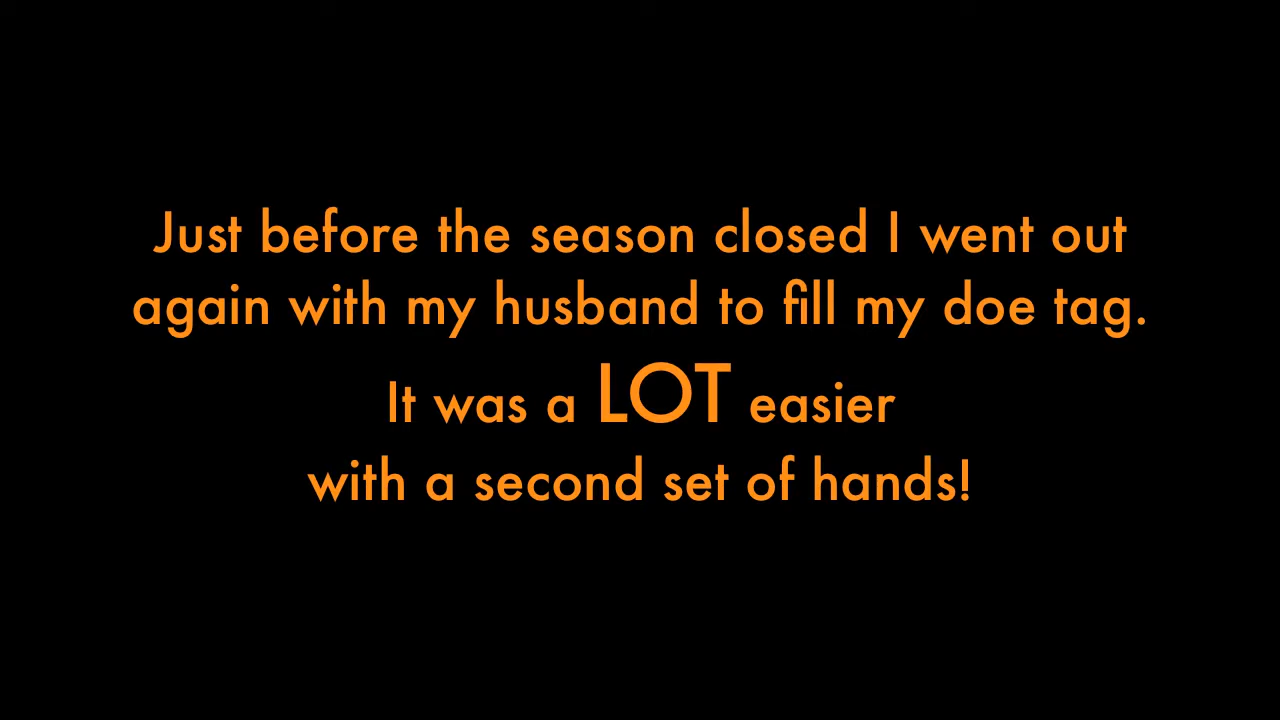 Just before the season closed I went out
again with my husband to fill my doe tag.
It was a LOT easier
with a second set of hands!